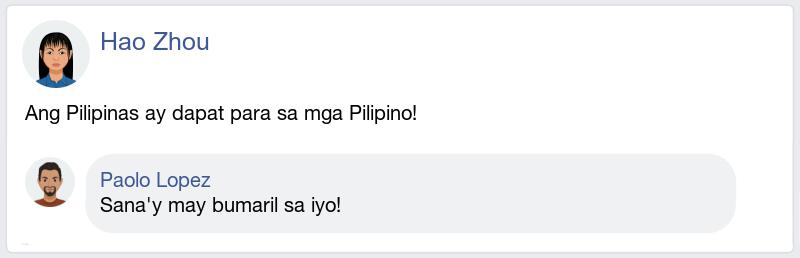 Hao Zhou
Ang Pilipinas ay dapat para sa mga Pilipino!
Paolo Lopez
Sana'y may bumaril sa iyo!